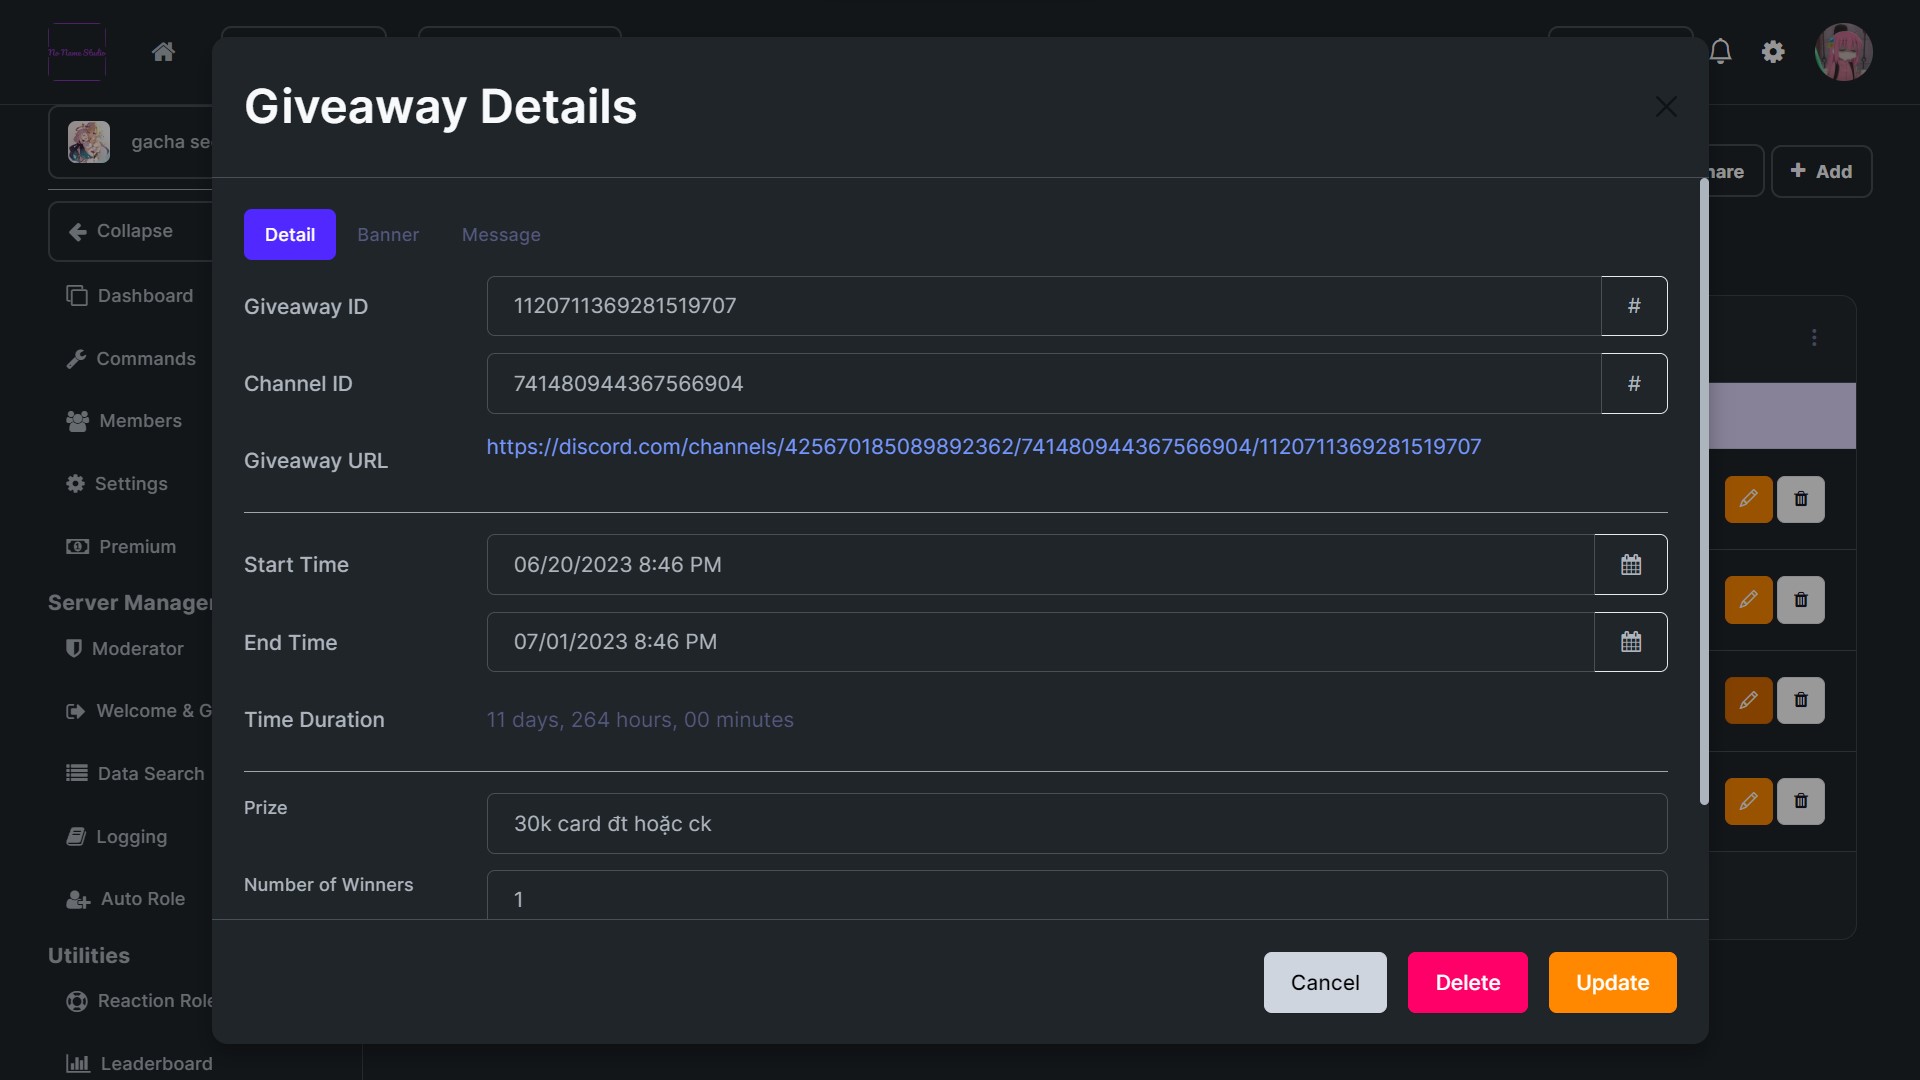 The Nome Studio
Giveaway Details
gacha se
hare
Add
Collapse
Detail
Banner
Message
Giveaway ID
1120711369281519707
#
Dashboard
Channel ID
741480944367566904
#
Commands
Members
Giveaway URL
https://discord.com/channels/425670185089892362/741480944367566904/1120711369281519707
Settings
Premium
Start Time
06/20/2023 8:46 PM
Server Manage
End Time
07/01/2023 8:46 PM
Moderator
Welcome & G
Time Duration
11 days, 264 hours, 00 minutes
Data Search
Prize
30k card đt hoặc ck
Logging
Number of Winners
1
Auto Role
Utilities
Cancel
Delete
Update
Reaction Role
Leaderboard